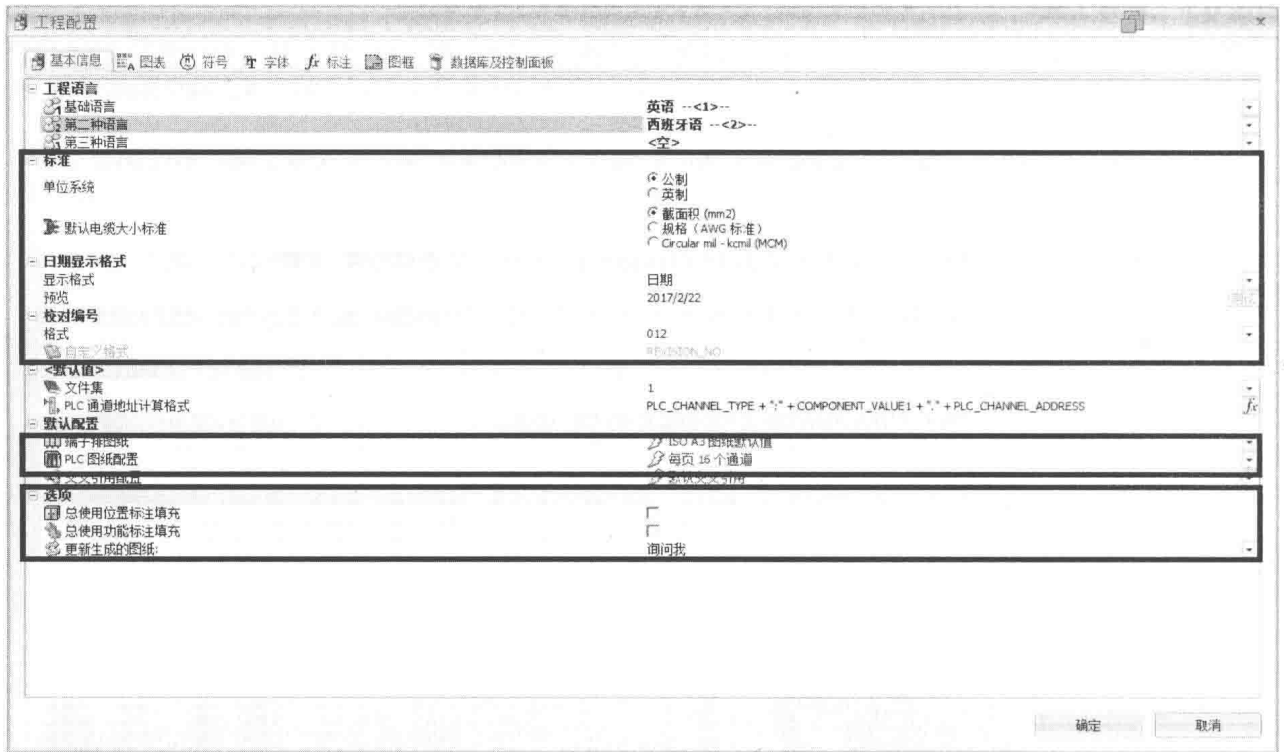 工程配置
基本信息 图表 符号 字体 标注 图框 数据库及控制面板
工程语言
基础语言 英语 --<1>--
第二种语言 西班牙语 --<2>--
第三种语言 <空>
标准
单位系统 公制
英制
默认电缆大小标准 截面积 (mm2)
规格（AWG 标准）
Circular mil - kcmil (MCM)
日期显示格式
显示格式 日期
预览 2017/2/22
校对编号
格式 012
自定义格式 REVISION_NO
<默认值>
文件集 1
PLC 通道地址计算格式 PLC_CHANNEL_TYPE + ":" + COMPONENT_VALUE1 + "." + PLC_CHANNEL_ADDRESS
默认配置
端子排图纸 ISO A3 图纸默认值
PLC 图纸配置 每页 16 个通道
交叉引用配置 默认交叉引用
选项
总使用位置标注填充
总使用功能标注填充
更新生成的图纸: 询问我
确定 取消